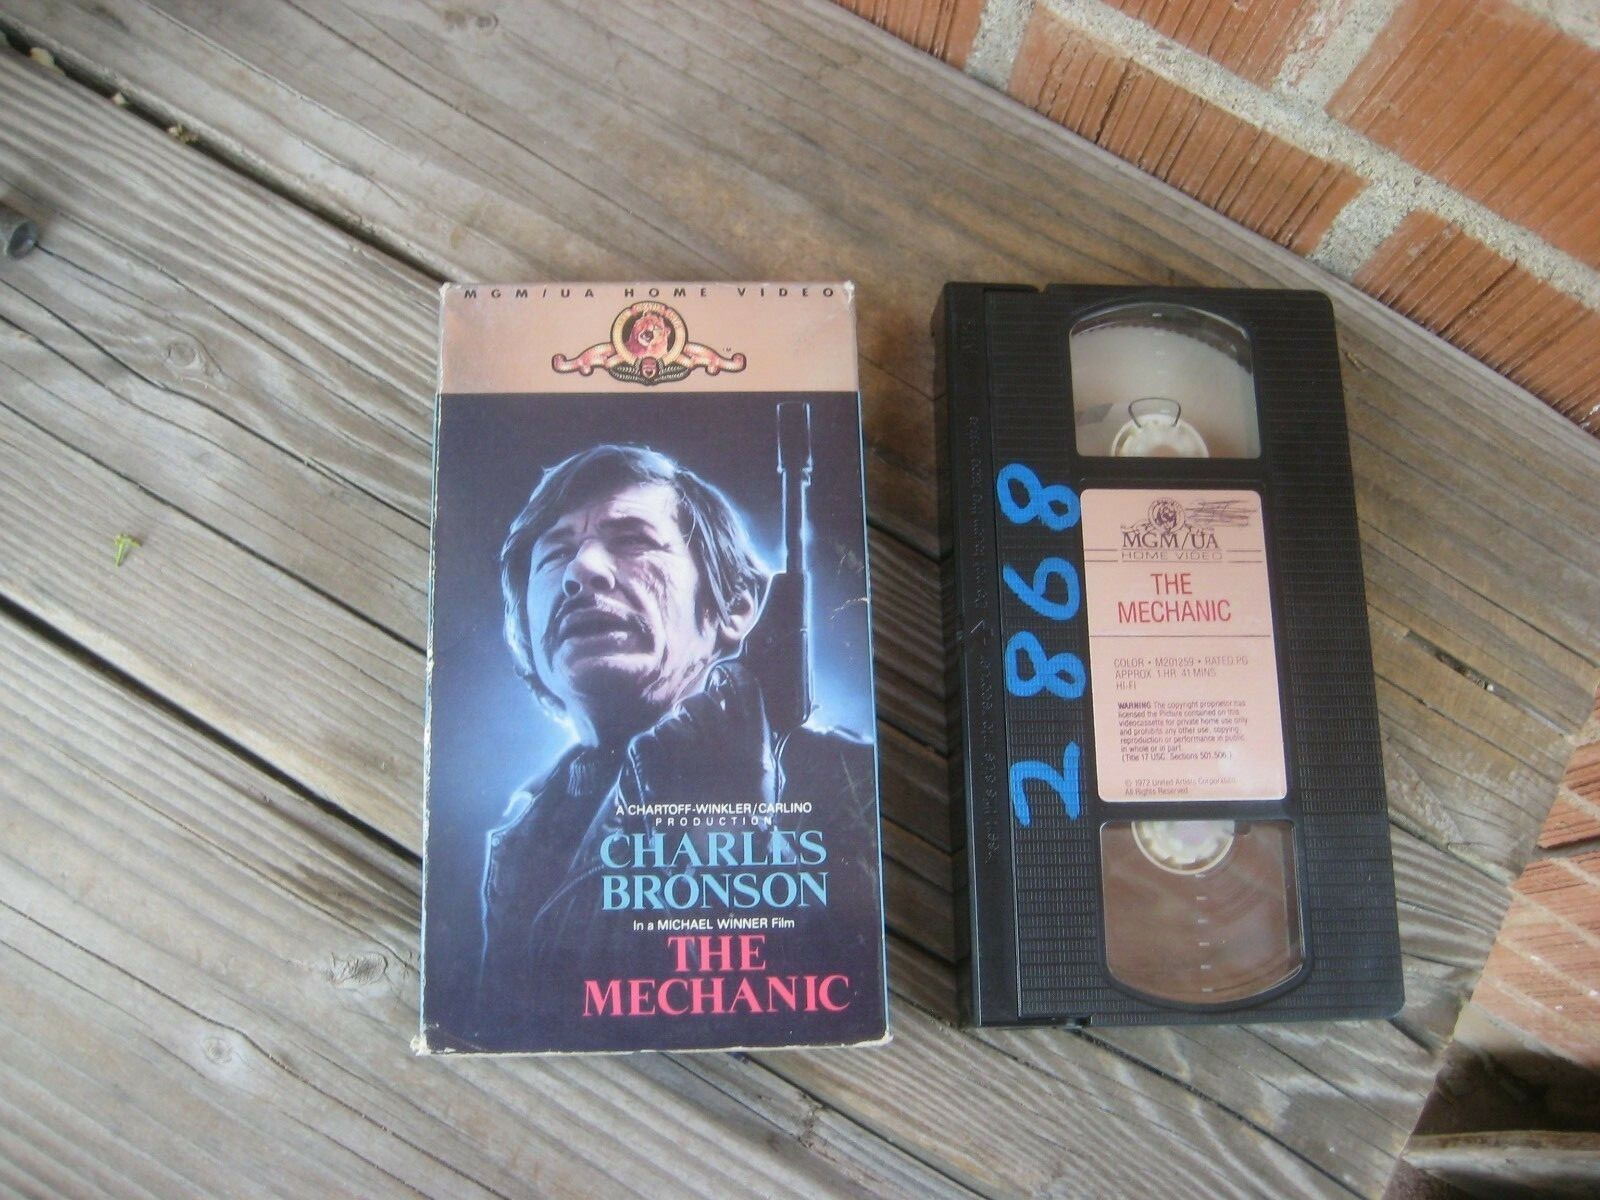 MGM/UA HOME VIDEO
A CHARTOFF-WINKLER/CARLINO
PRODUCTION
CHARLES
BRONSON
In a MICHAEL WINNER Film
THE
MECHANIC
2868
MGM/UA
HOME VIDEO
THE
MECHANIC
COLOR • M201259 • RATED PG
APPROX. 1 HR. 41 MINS.
HI-FI
WARNING The copyright proprietor has
licensed the Picture contained on this
videocassette for private home use only
and prohibits any other use, copying,
reproduction or performance in public,
in whole or in part.
(Title 17 USC. Sections 501,506.)
© 1972 United Artists Corporation.
All Rights Reserved